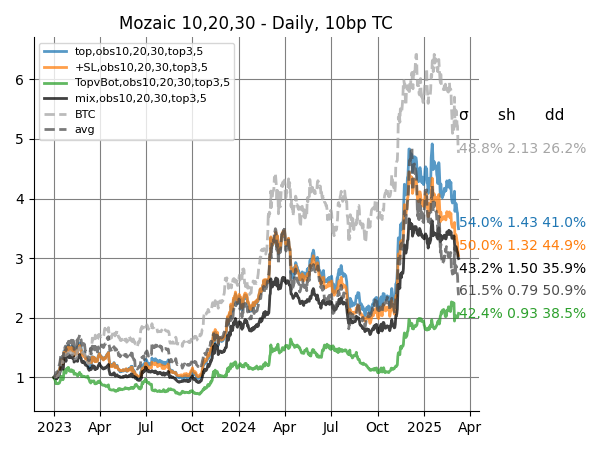 Mozaic 10,20,30 - Daily, 10bp TC
top,obs10,20,30,top3,5
+SL,obs10,20,30,top3,5
TopvBot,obs10,20,30,top3,5
mix,obs10,20,30,top3,5
BTC
avg
σ sh dd
48.8% 2.13 26.2%
54.0% 1.43 41.0%
50.0% 1.32 44.9%
43.2% 1.50 35.9%
61.5% 0.79 50.9%
42.4% 0.93 38.5%
6
5
4
3
2
1
2023 Apr Jul Oct 2024 Apr Jul Oct 2025 Apr